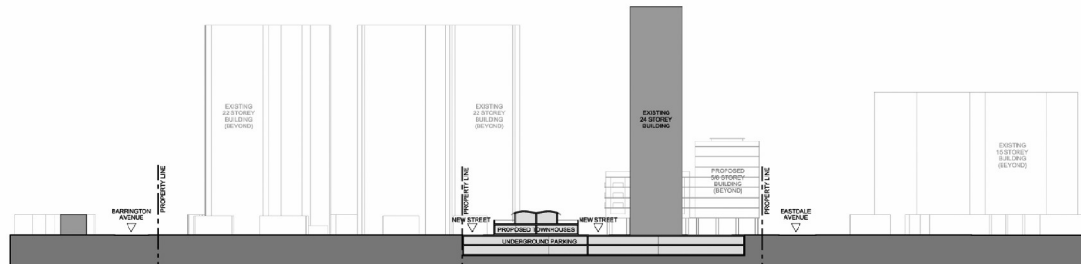 EXISTING
22 STOREY
BUILDING
(BEYOND)
EXISTING
22 STOREY
BUILDING
(BEYOND)
EXISTING
24 STOREY
BUILDING
PROPOSED
5/6 STOREY
BUILDING
(BEYOND)
EXISTING
15 STOREY
BUILDING
(BEYOND)
BARRINGTON
AVENUE
PROPERTY LINE
PROPERTY LINE
NEW STREET
PROPOSED TOWNHOUSES
NEW STREET
PROPERTY LINE
EASTDALE
AVENUE
UNDERGROUND PARKING